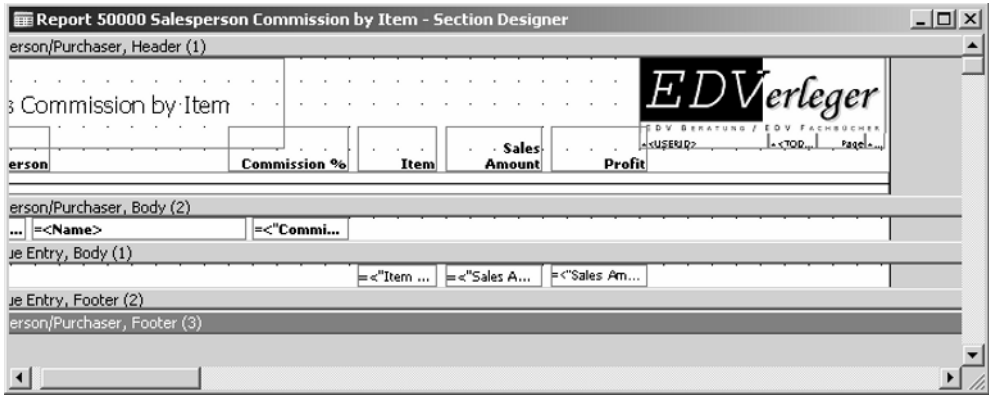 Report 50000 Salesperson Commission by Item - Section Designer
erson/Purchaser, Header (1)
s Commission by Item
EDVerleger
EDV BERATUNG / EDV FACHBÜCHER
=<USERID> =<TOD... Page =...
erson Commission % Item Sales Amount Profit
erson/Purchaser, Body (2)
... =<Name> =<"Commi...
ue Entry, Body (1)
=<"Item ... =<"Sales A... =<"Sales Am...
ue Entry, Footer (2)
erson/Purchaser, Footer (3)